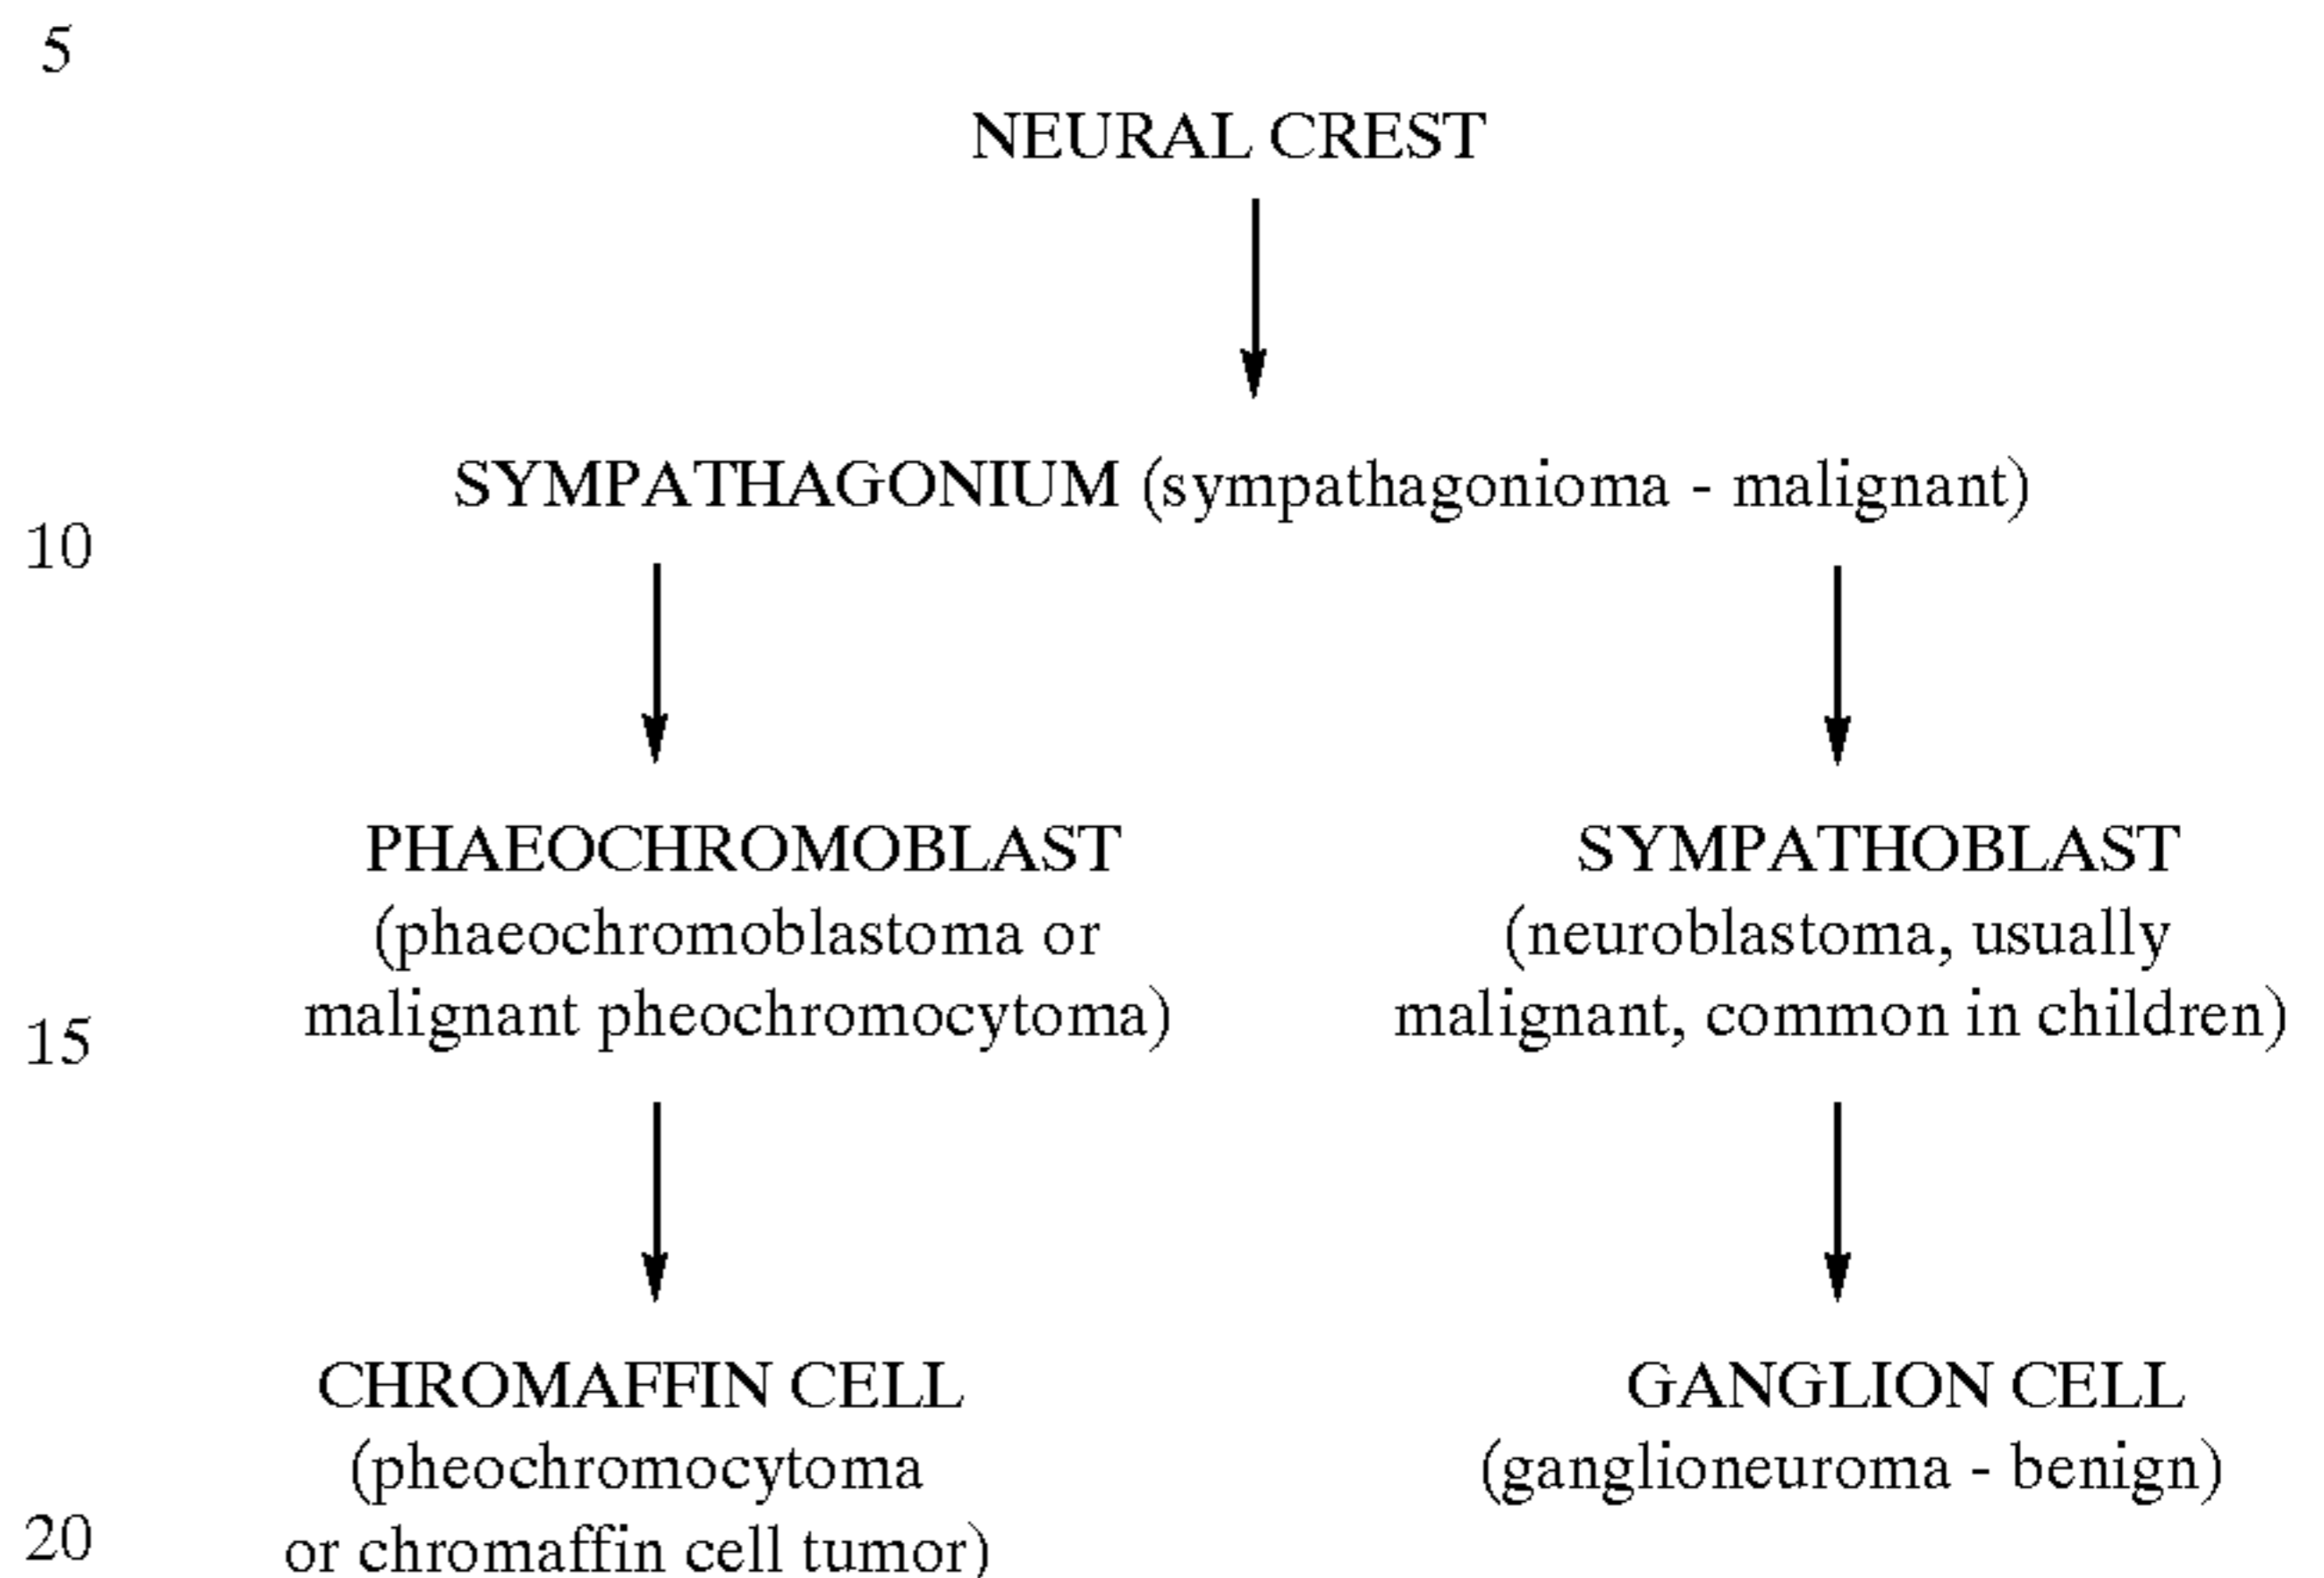 5
NEURAL CREST
SYMPATHAGONIUM (sympathagonioma - malignant)
10
PHAEOCHROMOBLAST
(phaeochromoblastoma or
malignant pheochromocytoma)
SYMPATHOBLAST
(neuroblastoma, usually
malignant, common in children)
15
CHROMAFFIN CELL
(pheochromocytoma
or chromaffin cell tumor)
GANGLION CELL
(ganglioneuroma - benign)
20